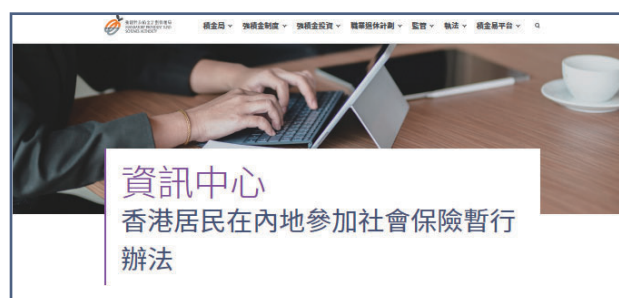 積金局 強積金制度 強積金投資 職業退休計劃 監管 執法 積金易平台
資訊中心
香港居民在內地參加社會保險暫行
辦法